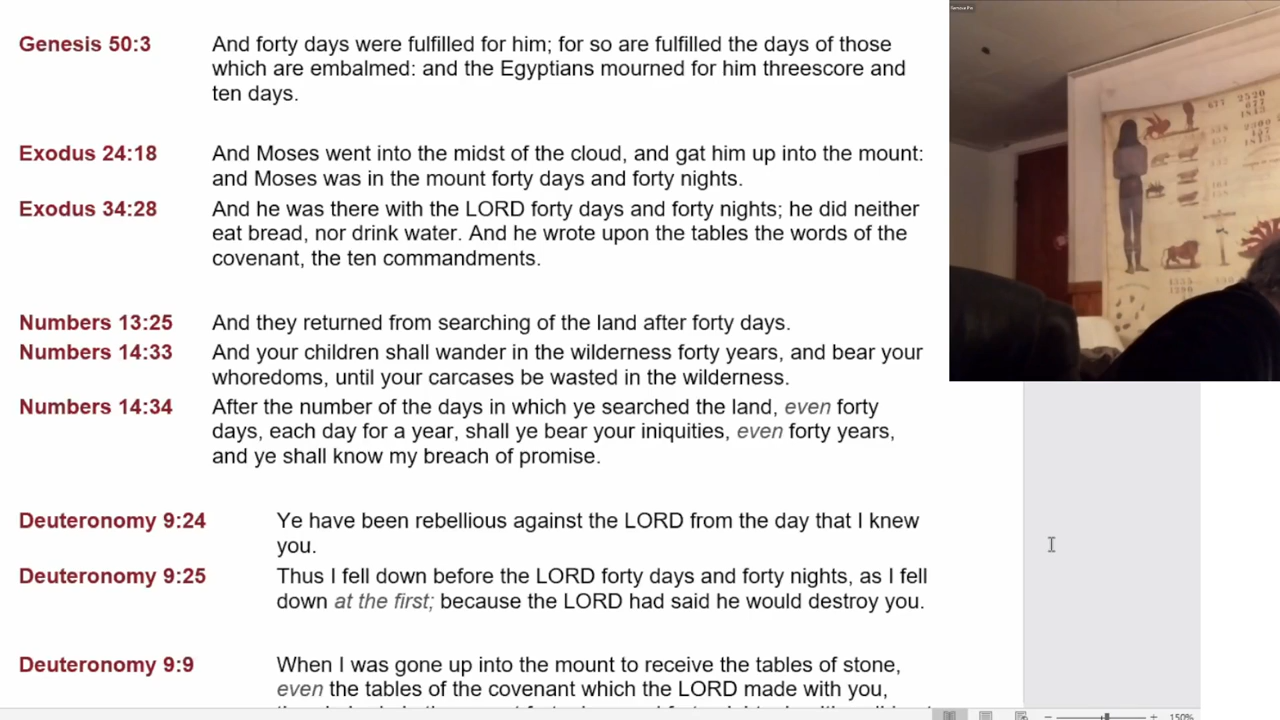 Genesis 50:3 And forty days were fulfilled for him; for so are fulfilled the days of those
which are embalmed: and the Egyptians mourned for him threescore and
ten days.
Exodus 24:18 And Moses went into the midst of the cloud, and gat him up into the mount:
and Moses was in the mount forty days and forty nights.
Exodus 34:28 And he was there with the LORD forty days and forty nights; he did neither
eat bread, nor drink water. And he wrote upon the tables the words of the
covenant, the ten commandments.
Numbers 13:25 And they returned from searching of the land after forty days.
Numbers 14:33 And your children shall wander in the wilderness forty years, and bear your
whoredoms, until your carcases be wasted in the wilderness.
Numbers 14:34 After the number of the days in which ye searched the land, even forty
days, each day for a year, shall ye bear your iniquities, even forty years,
and ye shall know my breach of promise.
Deuteronomy 9:24 Ye have been rebellious against the LORD from the day that I knew
you.
Deuteronomy 9:25 Thus I fell down before the LORD forty days and forty nights, as I fell
down at the first; because the LORD had said he would destroy you.
Deuteronomy 9:9 When I was gone up into the mount to receive the tables of stone,
even the tables of the covenant which the LORD made with you,
150%
677 2520
677
1843
2300
457
1843